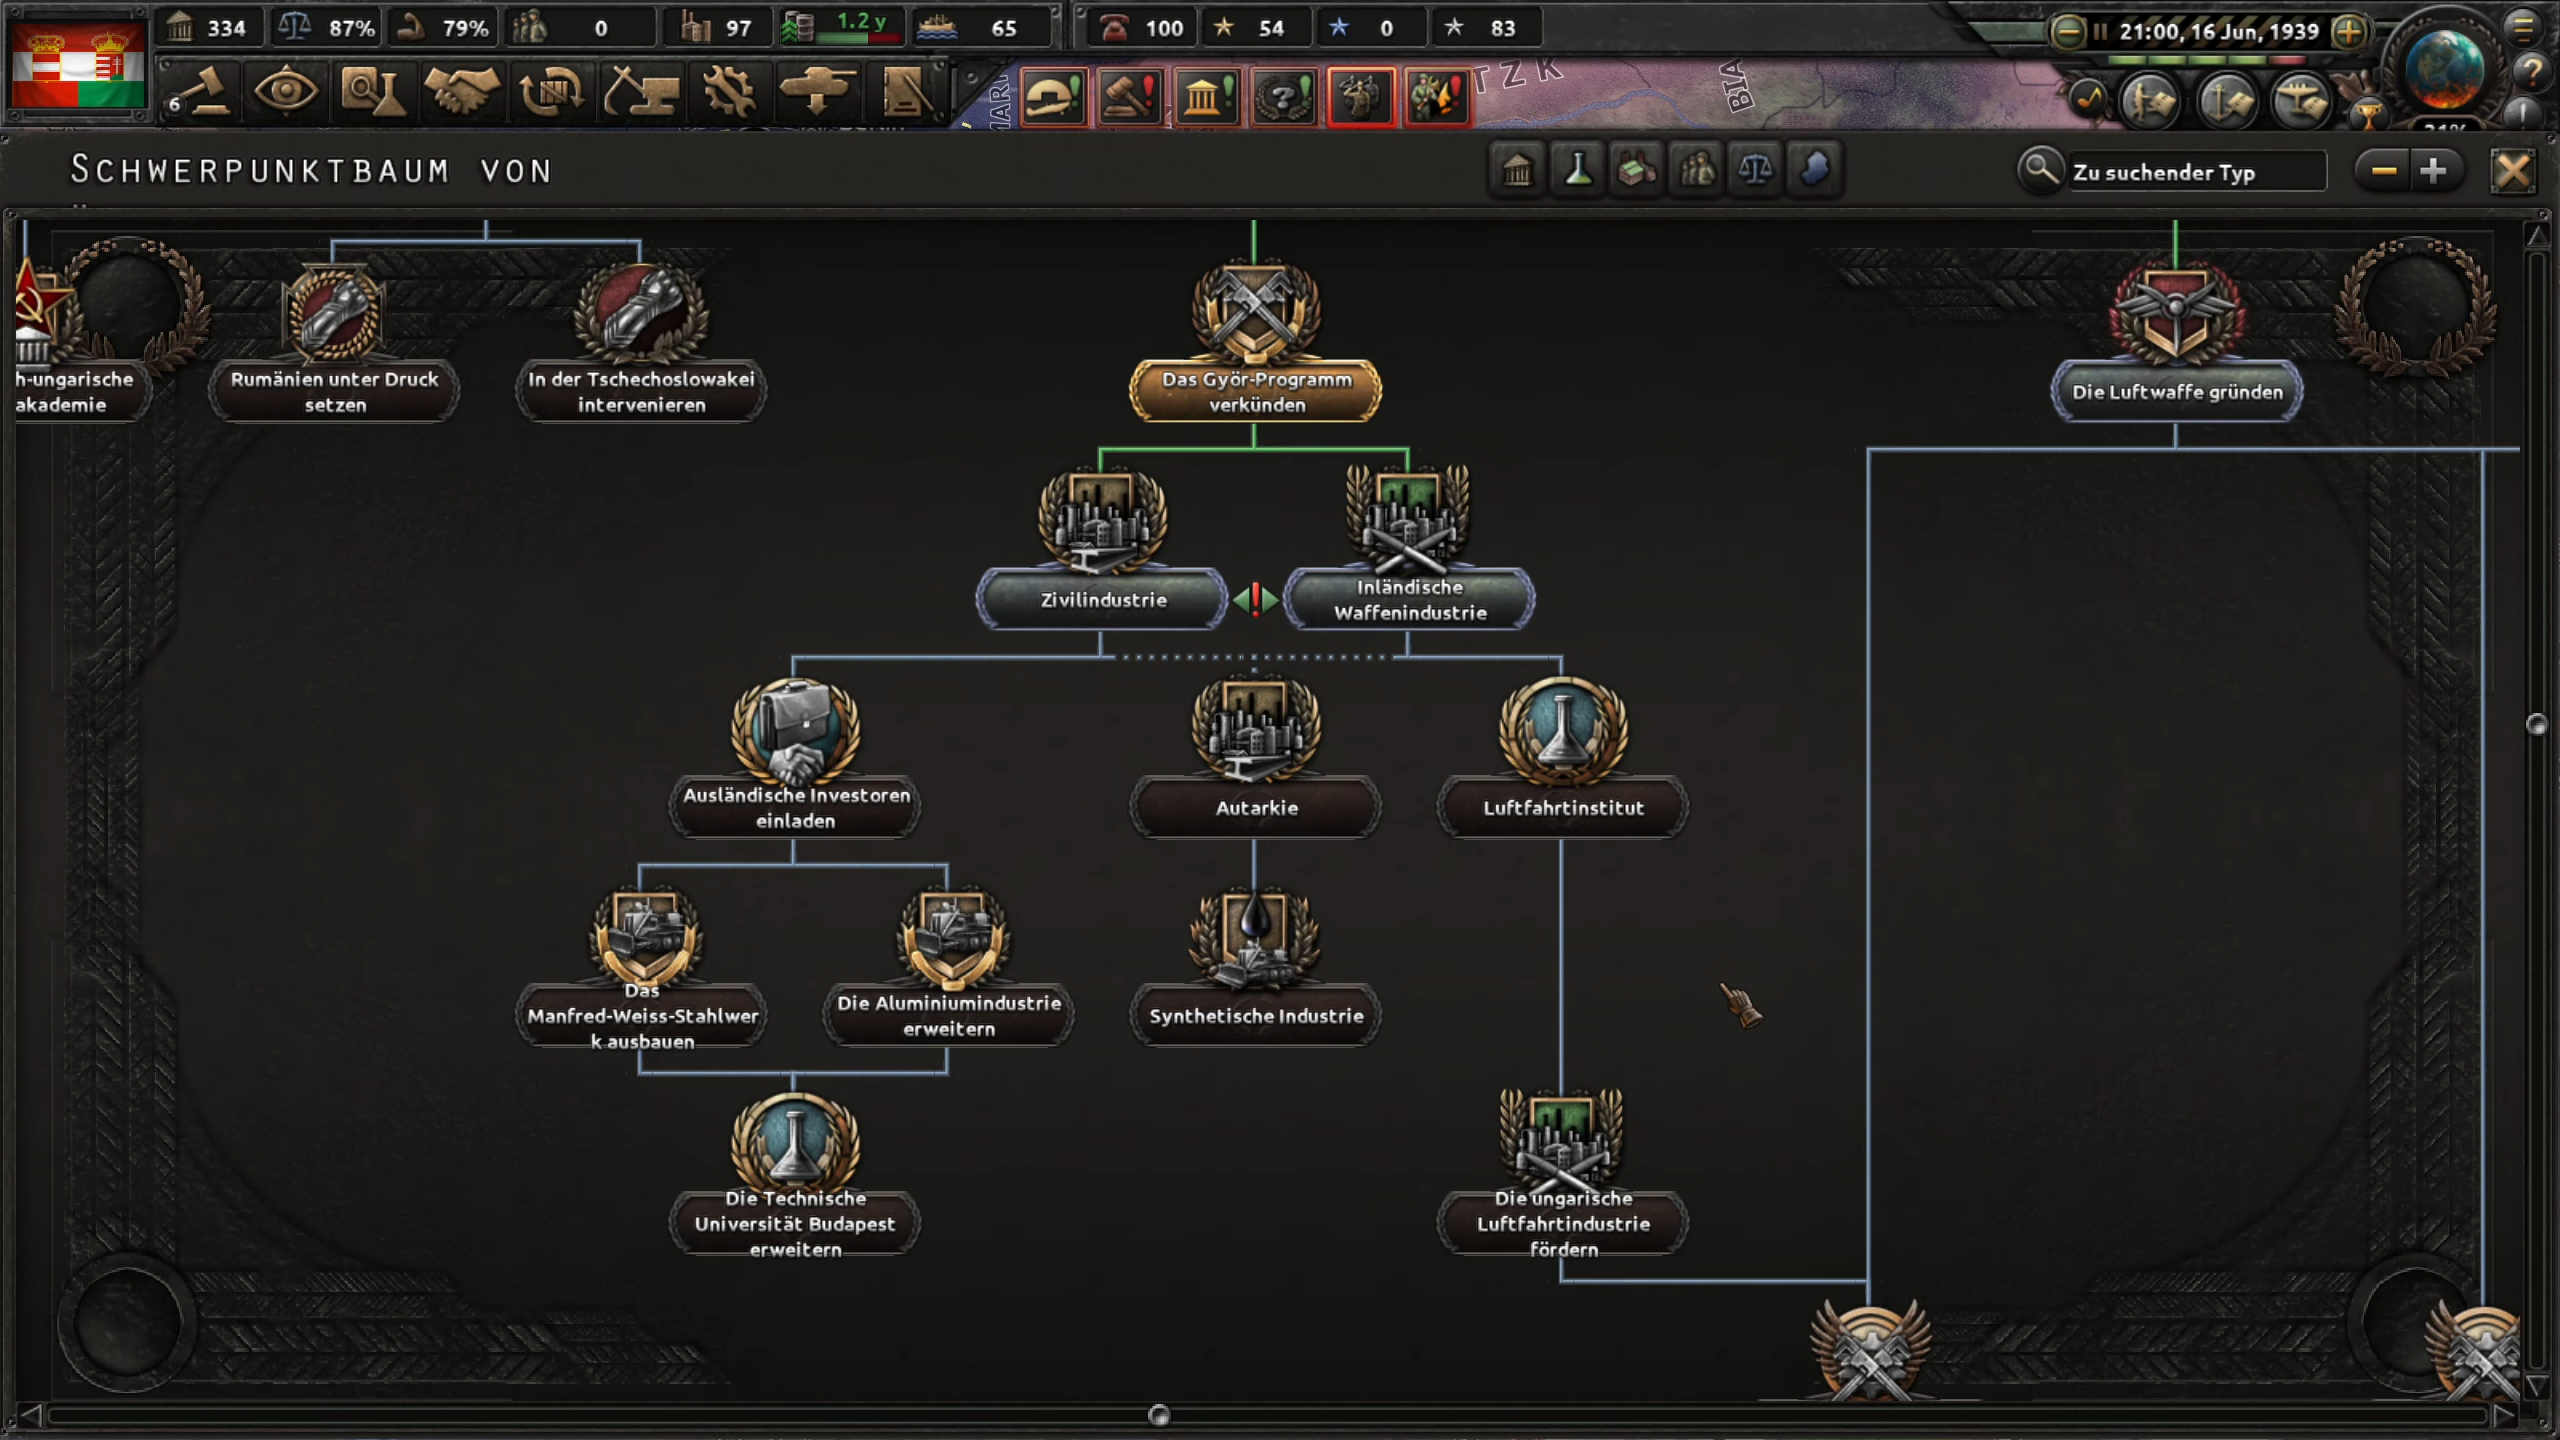 334
87%
79%
0
97
1.2 y
65
100
54
0
83
21:00, 16 Jun, 1939
6
TZK
BIA
Schwerpunktbaum von
Zu suchender Typ
h-ungarische
akademie
Rumänien unter Druck
setzen
In der Tschechoslowakei
intervenieren
Das Györ-Programm
verkünden
Die Luftwaffe gründen
Zivilindustrie
Inländische
Waffenindustrie
Ausländische Investoren
einladen
Autarkie
Luftfahrtinstitut
Das
Manfred-Weiss-Stahlwer
k ausbauen
Die Aluminiumindustrie
erweitern
Synthetische Industrie
Die Technische
Universität Budapest
erweitern
Die ungarische
Luftfahrtindustrie
fördern